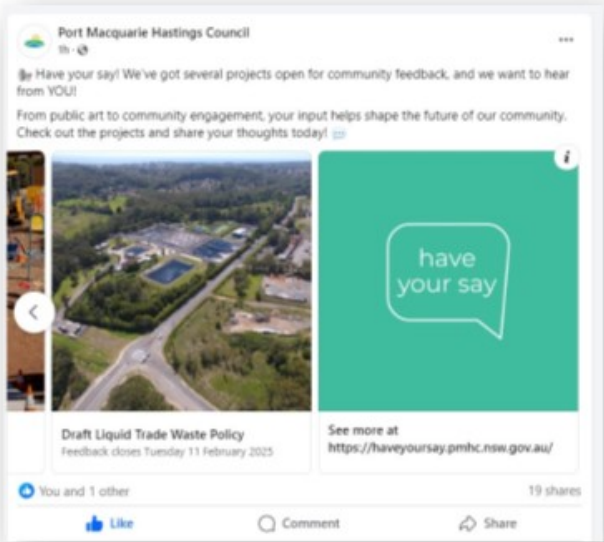 Port Macquarie Hastings Council
1h ·
Have your say! We've got several projects open for community feedback, and we want to hear
from YOU!
From public art to community engagement, your input helps shape the future of our community.
Check out the projects and share your thoughts today!
i
have
your say
Draft Liquid Trade Waste Policy
Feedback closes Tuesday 11 February 2025
See more at
https://haveyoursay.pmhc.nsw.gov.au/
You and 1 other
19 shares
Like
Comment
Share